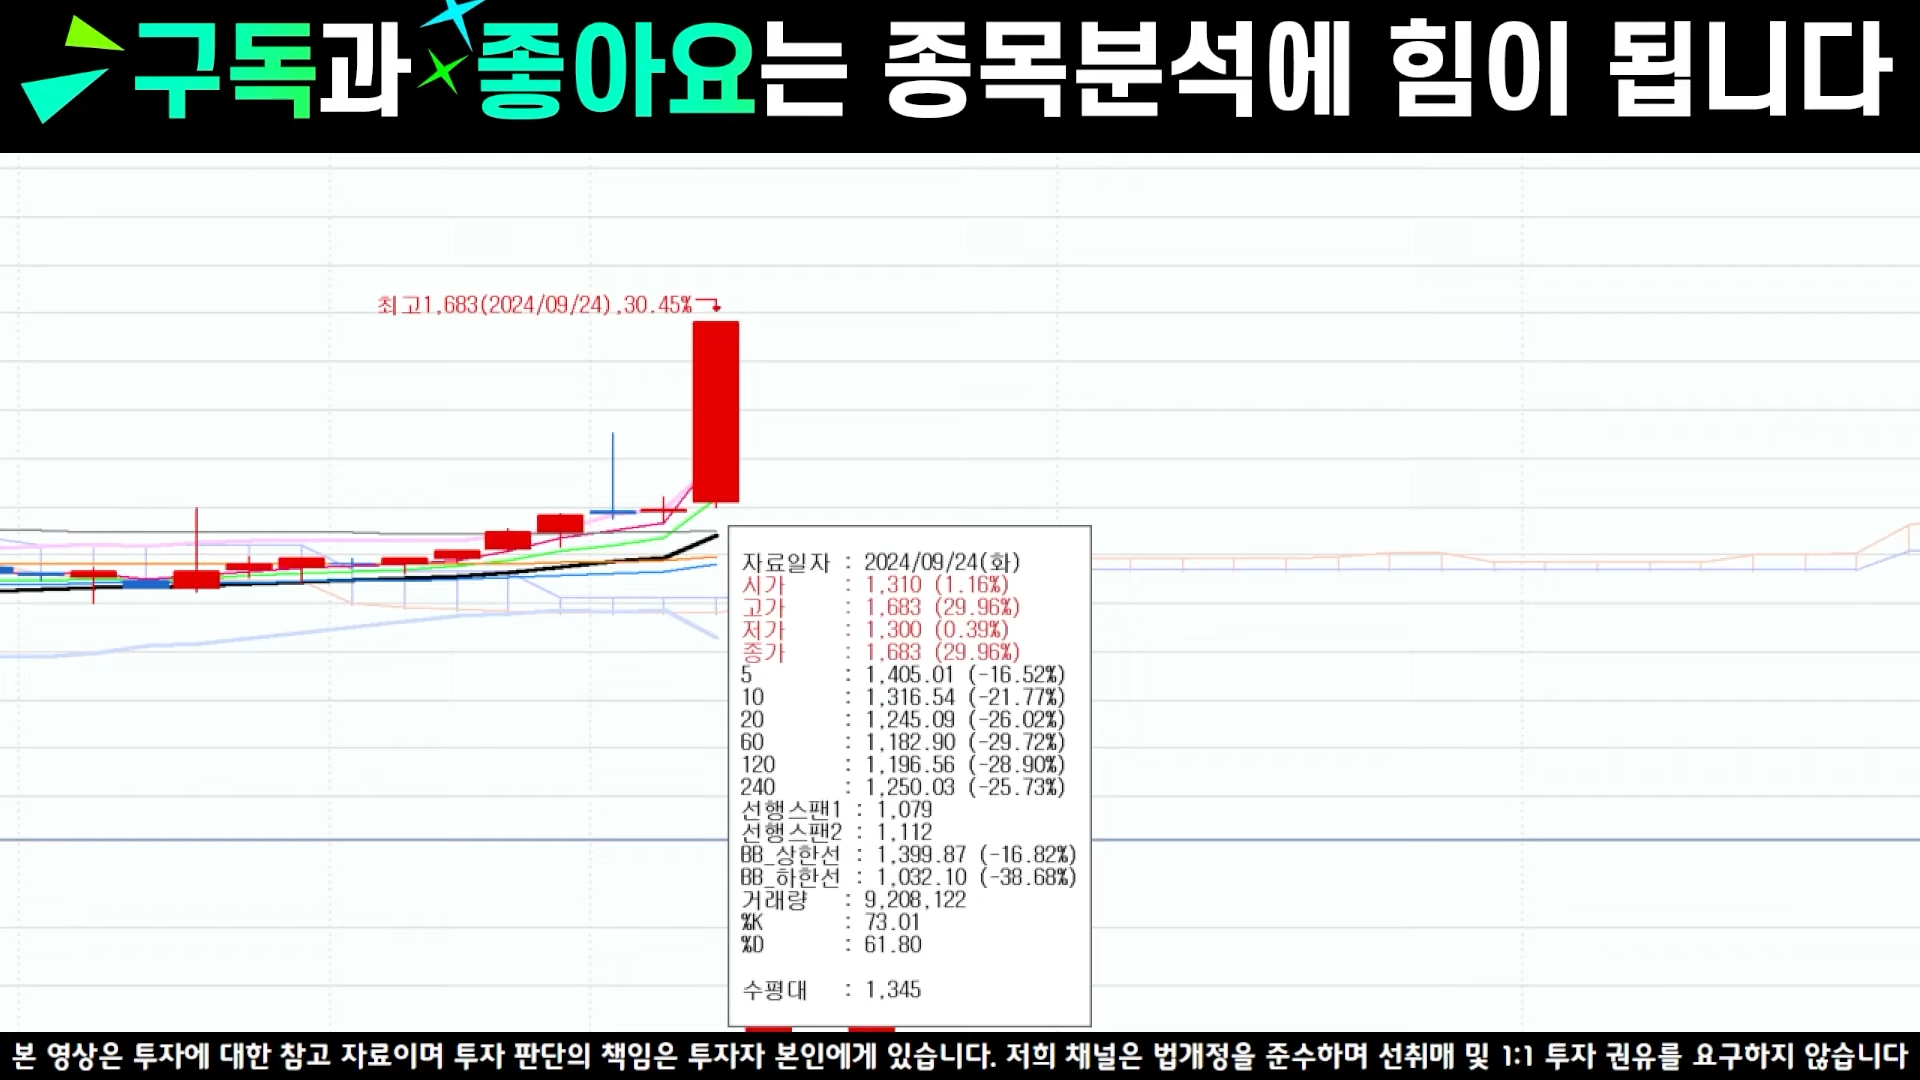 구독과 좋아요는 종목분석에 힘이 됩니다
최고1,683(2024/09/24),30.45%
자료일자 : 2024/09/24(화)
시가 : 1,310 (1.16%)
고가 : 1,683 (29.96%)
저가 : 1,300 (0.39%)
종가 : 1,683 (29.96%)
5 : 1,405.01 (-16.52%)
10 : 1,316.54 (-21.77%)
20 : 1,245.09 (-26.02%)
60 : 1,182.90 (-29.72%)
120 : 1,196.56 (-28.90%)
240 : 1,250.03 (-25.73%)
선행스팬1 : 1,079
선행스팬2 : 1,112
BB_상한선 : 1,399.87 (-16.82%)
BB_하한선 : 1,032.10 (-38.68%)
거래량 : 9,208,122
%K : 73.01
%D : 61.80
수평대 : 1,345
본 영상은 투자에 대한 참고 자료이며 투자 판단의 책임은 투자자 본인에게 있습니다. 저희 채널은 법개정을 준수하며 선취매 및 1:1 투자 권유를 요구하지 않습니다